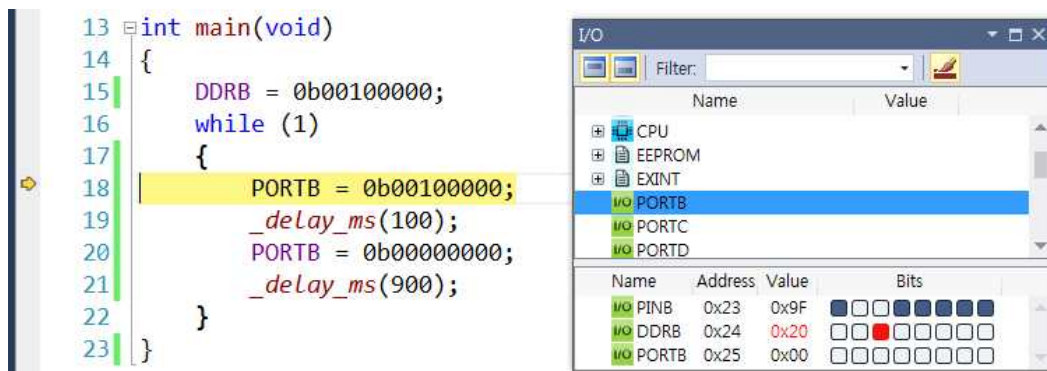 13 int main(void)
14 {
15 DDRB = 0b00100000;
16 while (1)
17 {
18 PORTB = 0b00100000;
19 _delay_ms(100);
20 PORTB = 0b00000000;
21 _delay_ms(900);
22 }
23 }
I/O
Filter:
Name Value
CPU
EEPROM
EXINT
I/O PORTB
I/O PORTC
I/O PORTD
Name Address Value Bits
I/O PINB 0x23 0x9F
I/O DDRB 0x24 0x20
I/O PORTB 0x25 0x00